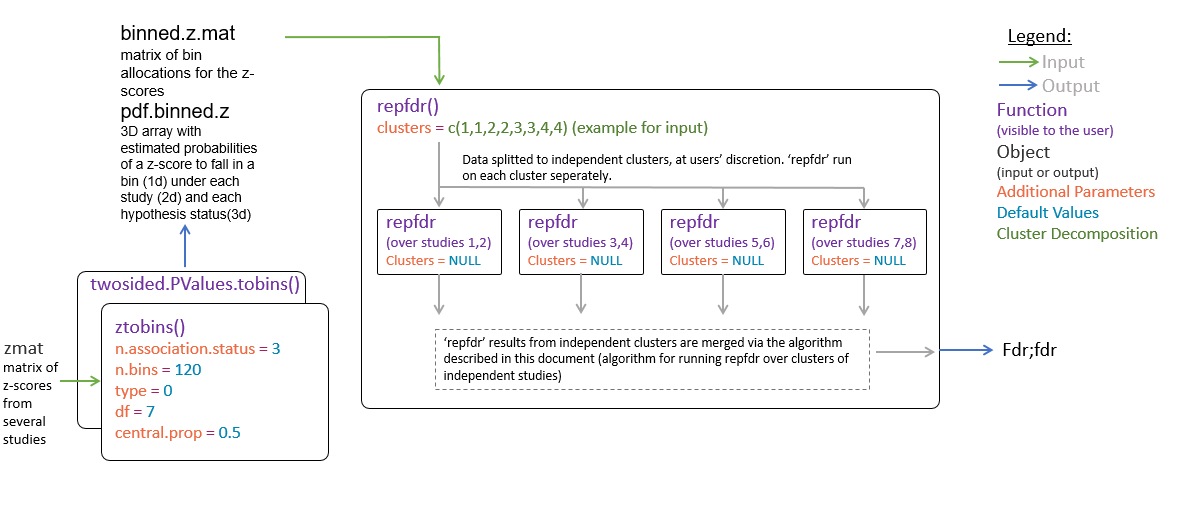 binned.z.mat
matrix of bin
allocations for the z-
scores
pdf.binned.z
3D array with
estimated probabilities
of a z-score to fall in a
bin (1d) under each
study (2d) and each
hypothesis status(3d)
twosided.PValues.tobins()
ztobins()
n.association.status = 3
n.bins = 120
type = 0
df = 7
central.prop = 0.5
zmat
matrix of
z-scores
from
several
studies
repfdr()
clusters = c(1,1,2,2,3,3,4,4) (example for input)
Data splitted to independent clusters, at users’ discretion. ‘repfdr’ run
on each cluster seperately.
repfdr
(over studies 1,2)
Clusters = NULL
repfdr
(over studies 3,4)
Clusters = NULL
repfdr
(over studies 5,6)
Clusters = NULL
repfdr
(over studies 7,8)
Clusters = NULL
‘repfdr’ results from independent clusters are merged via the algorithm
described in this document (algorithm for running repfdr over clusters of
independent studies)
Fdr;fdr
Legend:
Input
Output
Function
(visible to the user)
Object
(input or output)
Additional Parameters
Default Values
Cluster Decomposition